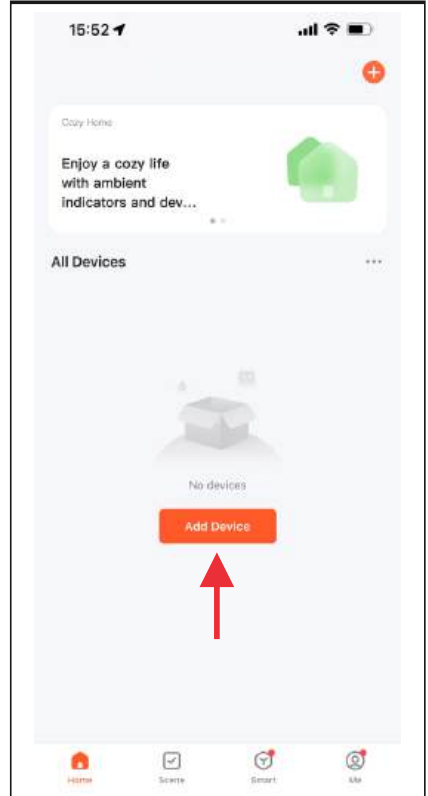 15:52
Cozy Home
Enjoy a cozy life
with ambient
indicators and dev...
All Devices
No devices
Add Device
Home
Scene
Smart
Me